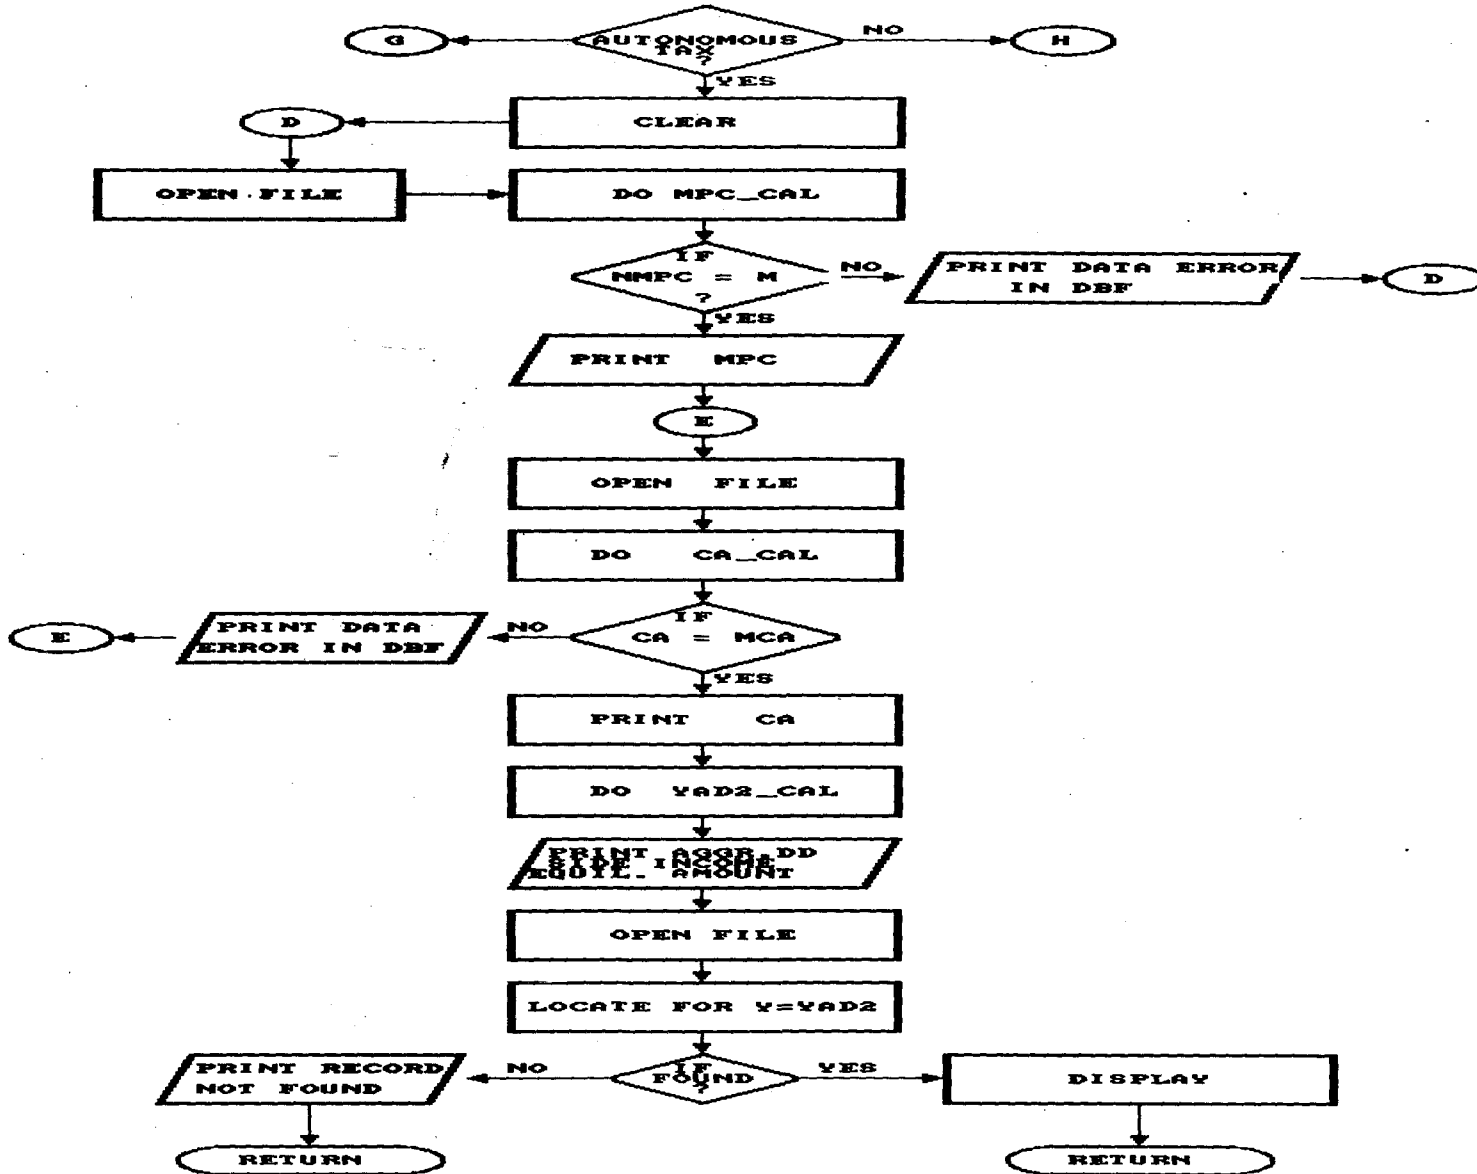 G
AUTONOMOUS
TAX
?
NO
H
YES
D
CLEAR
OPEN FILE
DO MPC_CAL
IF
NMPC = M
?
NO
PRINT DATA ERROR
IN DBF
D
YES
PRINT MPC
E
OPEN FILE
DO CA_CAL
IF
CA = MCA
NO
PRINT DATA
ERROR IN DBF
E
YES
PRINT CA
DO YAD2_CAL
PRINT AGGR.DD
SIDE INCOME
EQUIL. AMOUNT
OPEN FILE
LOCATE FOR Y=YAD2
IF
FOUND
?
NO
PRINT RECORD
NOT FOUND
YES
DISPLAY
RETURN
RETURN